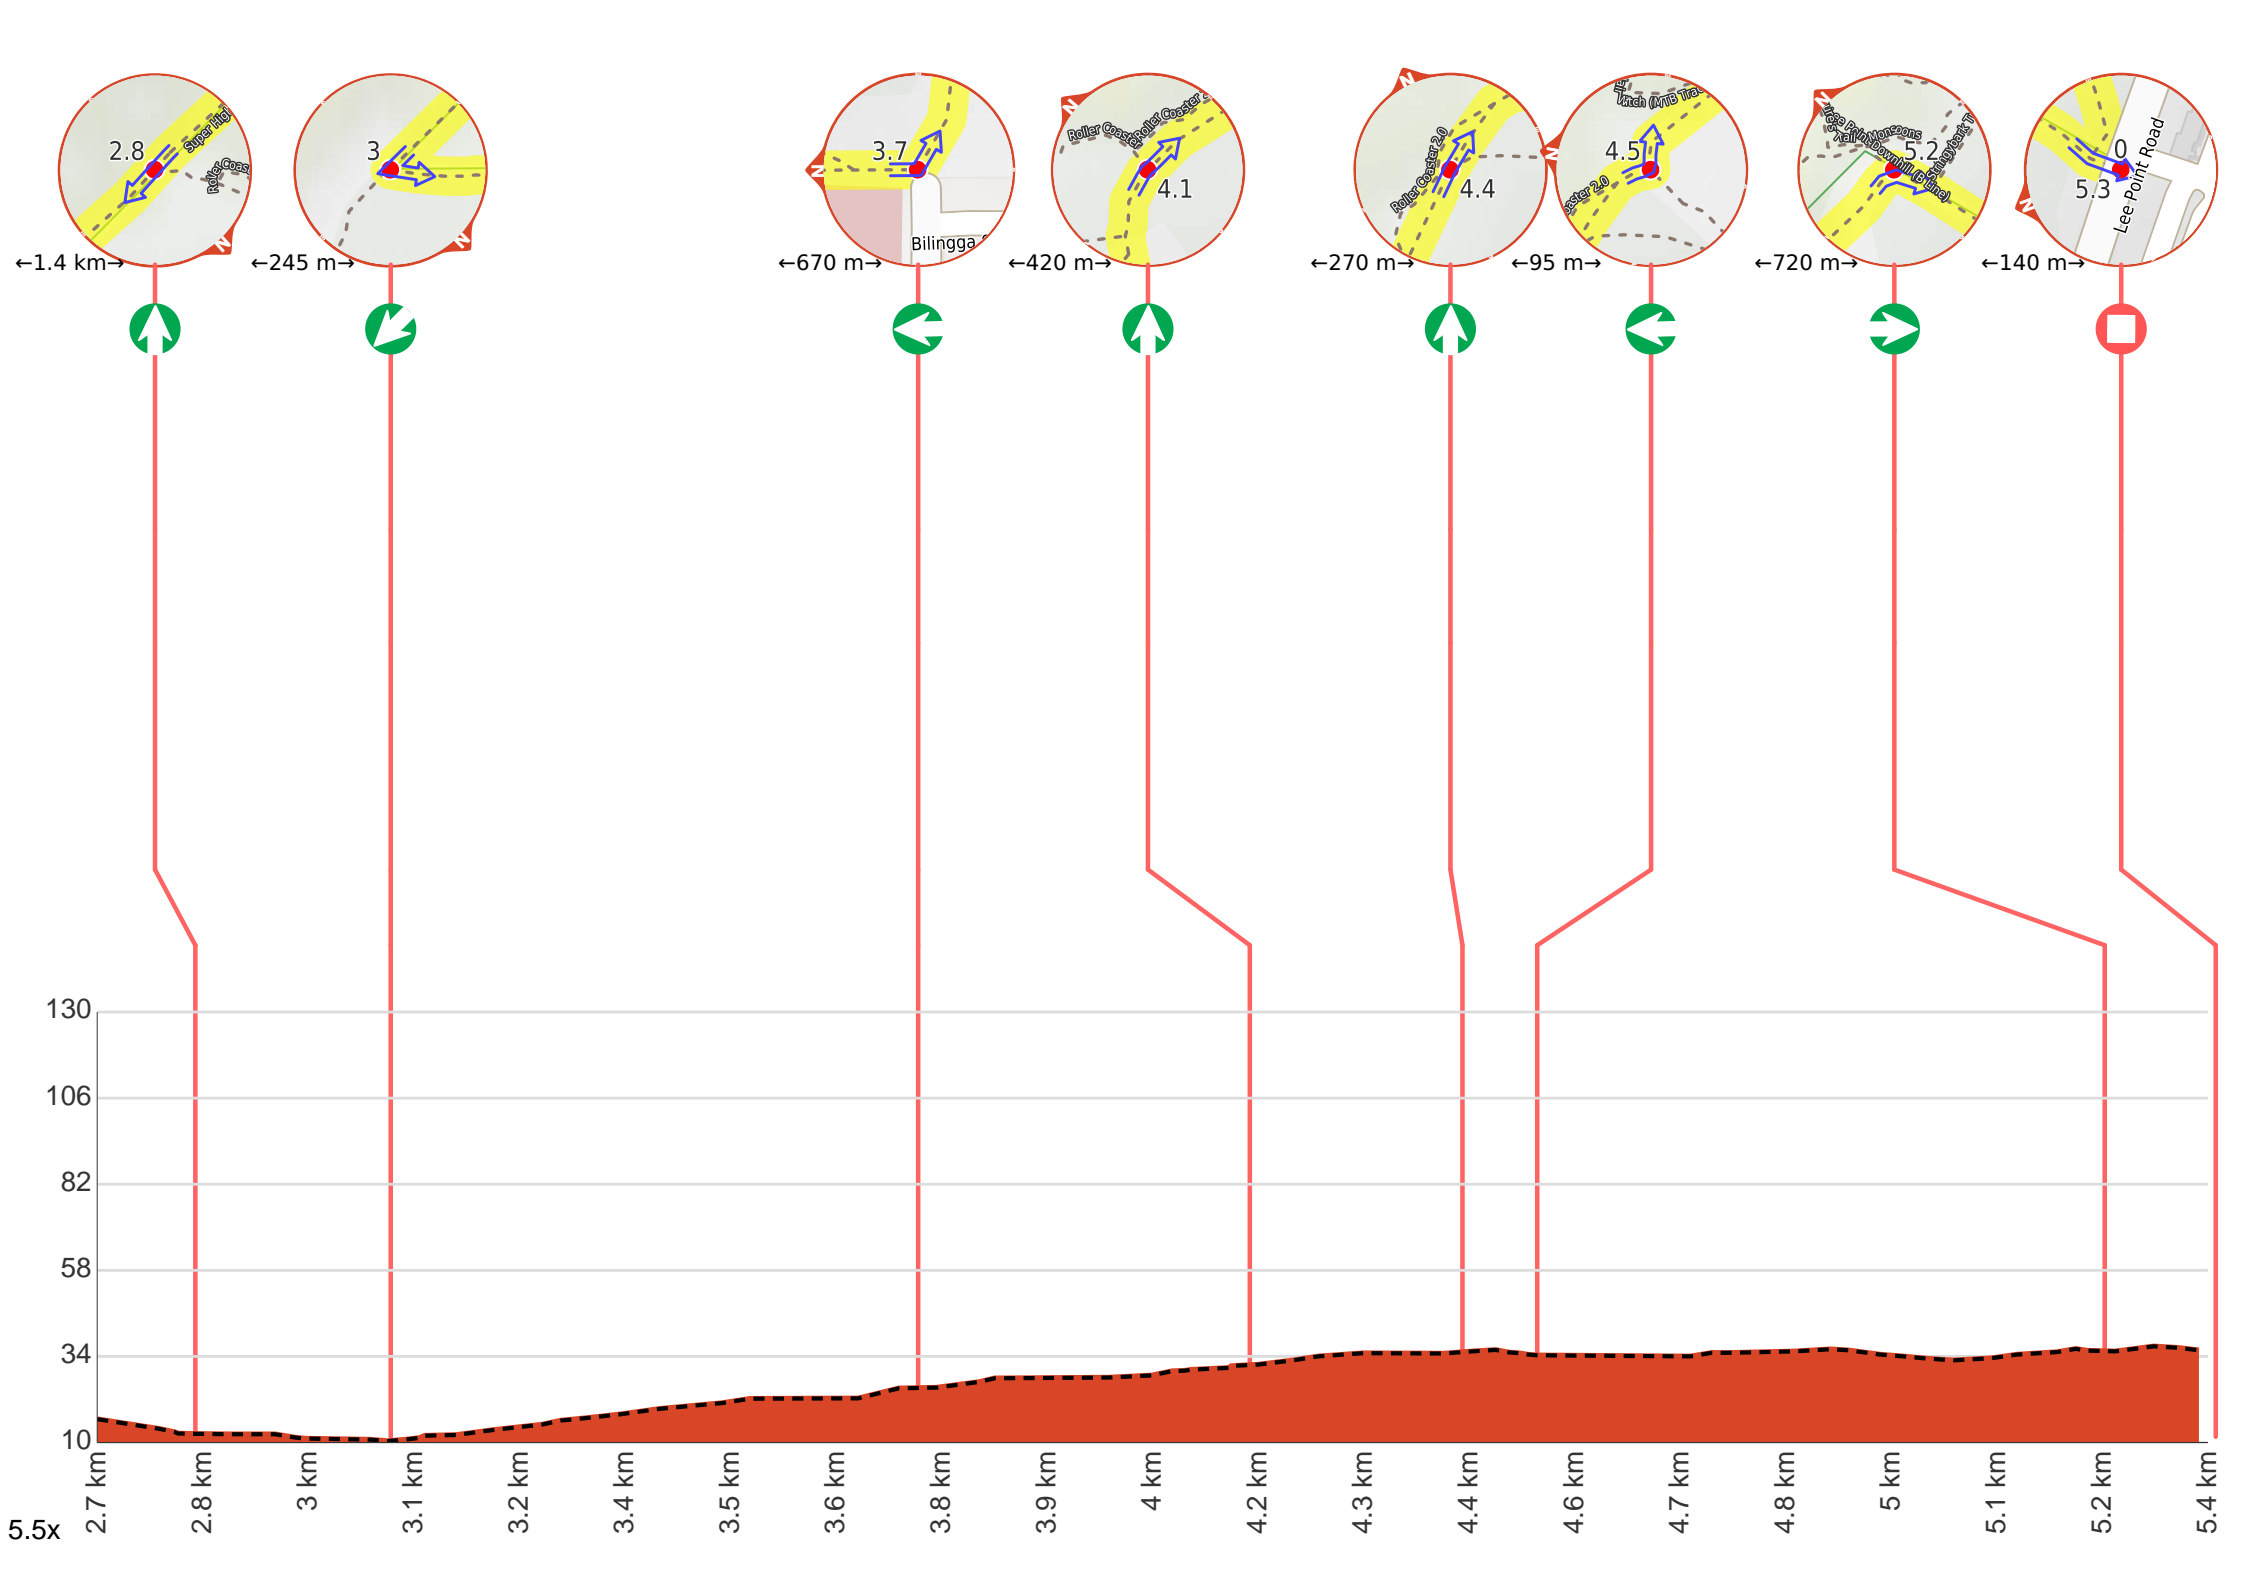 2.8
Super Hig
Roller Coas
N
←1.4 km→
3
N
←245 m→
N
3.7
Bilingga
←670 m→
N
Roller Coaste
Roller Coaster
4.1
←420 m→
N
Roller Coaster 2.0
4.4
←270 m→
N
itch (MTB Trac
4.5
oaster 2.0
←95 m→
N
Monsoons
5.2
Downhill (B Line)
Stringybark T
←720 m→
0
5.3
Lee Point Road
N
←140 m→
130
106
82
58
34
10
2.7 km
2.8 km
3 km
3.1 km
3.2 km
3.4 km
3.5 km
3.6 km
3.8 km
3.9 km
4 km
4.2 km
4.3 km
4.4 km
4.6 km
4.7 km
4.8 km
5 km
5.1 km
5.2 km
5.4 km
5.5x